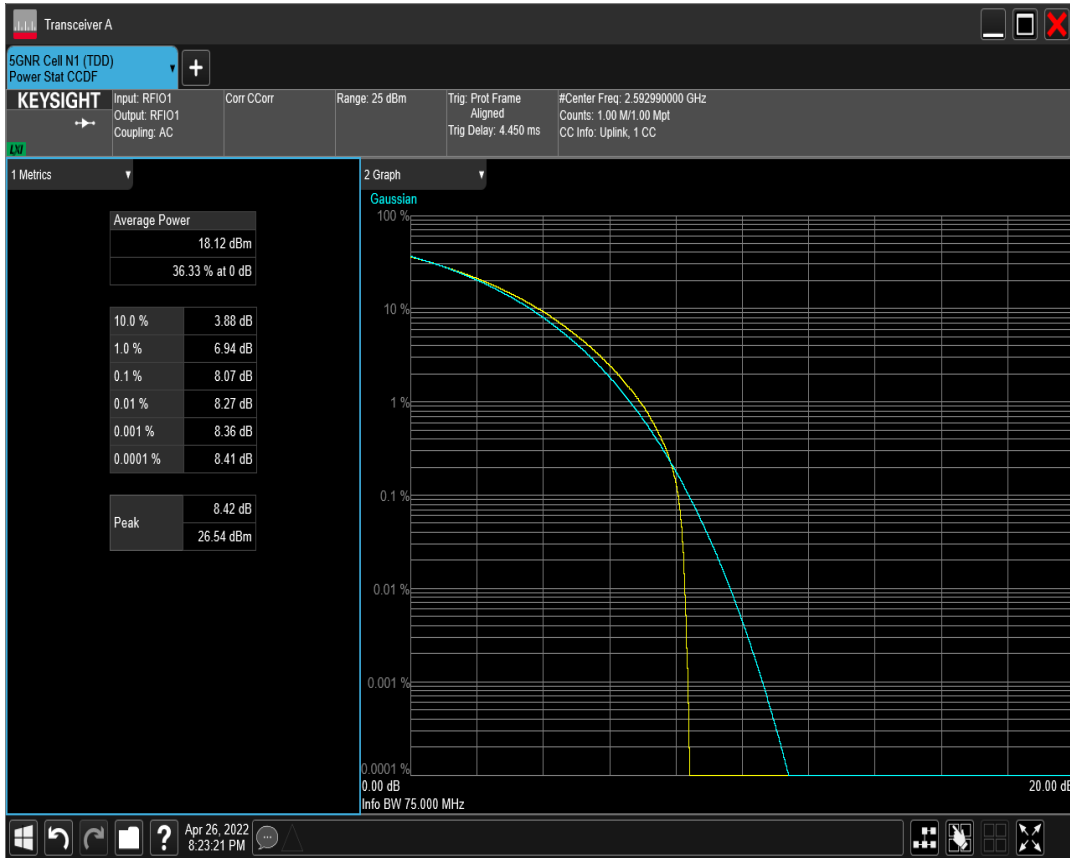 Transceiver A
5GNR Cell N1 (TDD)
Power Stat CCDF
KEYSIGHT
LXI
Input: RFIO1
Output: RFIO1
Coupling: AC
Corr CCorr
Range: 25 dBm
Trig: Prot Frame
Aligned
Trig Delay: 4.450 ms
#Center Freq: 2.592990000 GHz
Counts: 1.00 M/1.00 Mpt
CC Info: Uplink, 1 CC
1 Metrics
Average Power
18.12 dBm
36.33 % at 0 dB
10.0 % 3.88 dB
1.0 % 6.94 dB
0.1 % 8.07 dB
0.01 % 8.27 dB
0.001 % 8.36 dB
0.0001 % 8.41 dB
Peak
8.42 dB
26.54 dBm
2 Graph
Gaussian
100 %
10 %
1 %
0.1 %
0.01 %
0.001 %
0.0001 %
0.00 dB 20.00 dB
Info BW 75.000 MHz
Apr 26, 2022
8:23:21 PM